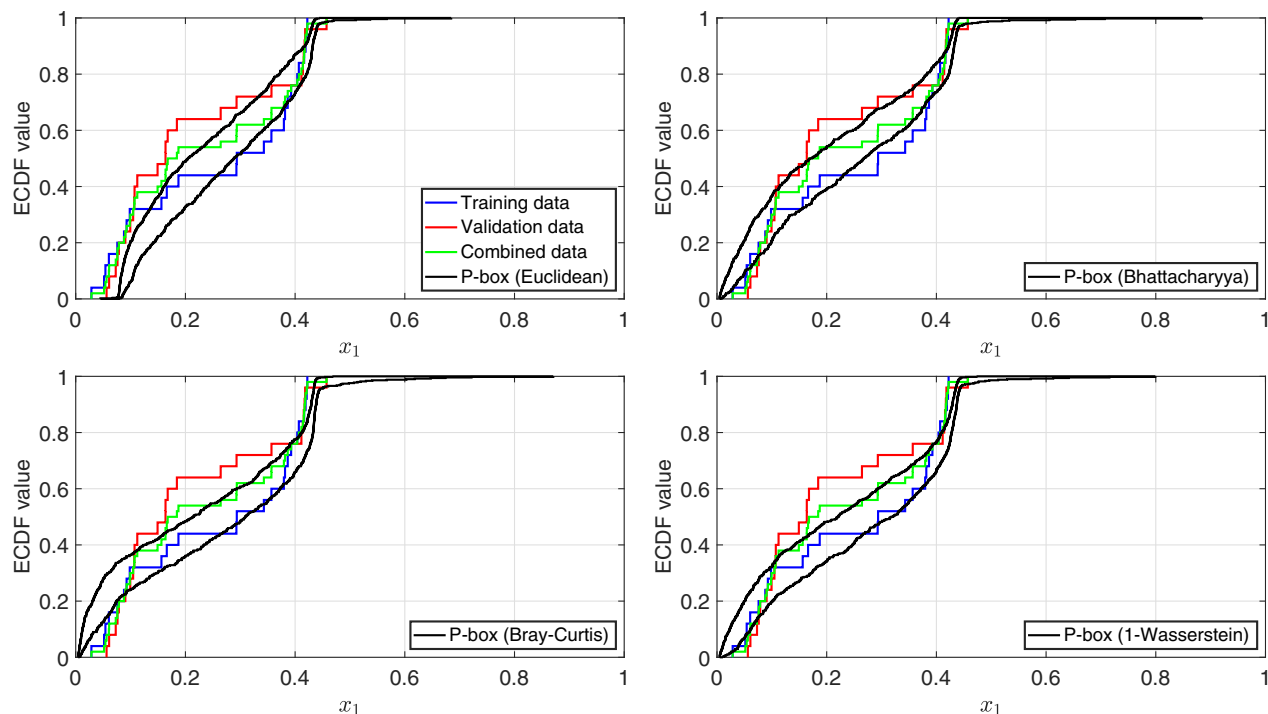 1
0.8
0.6
0.4
0.2
0
ECDF value
0 0.2 0.4 0.6 0.8 1
x₁
Training data
Validation data
Combined data
P-box (Euclidean)
1
0.8
0.6
0.4
0.2
0
ECDF value
0 0.2 0.4 0.6 0.8 1
x₁
P-box (Bhattacharyya)
1
0.8
0.6
0.4
0.2
0
ECDF value
0 0.2 0.4 0.6 0.8 1
x₁
P-box (Bray-Curtis)
1
0.8
0.6
0.4
0.2
0
ECDF value
0 0.2 0.4 0.6 0.8 1
x₁
P-box (1-Wasserstein)